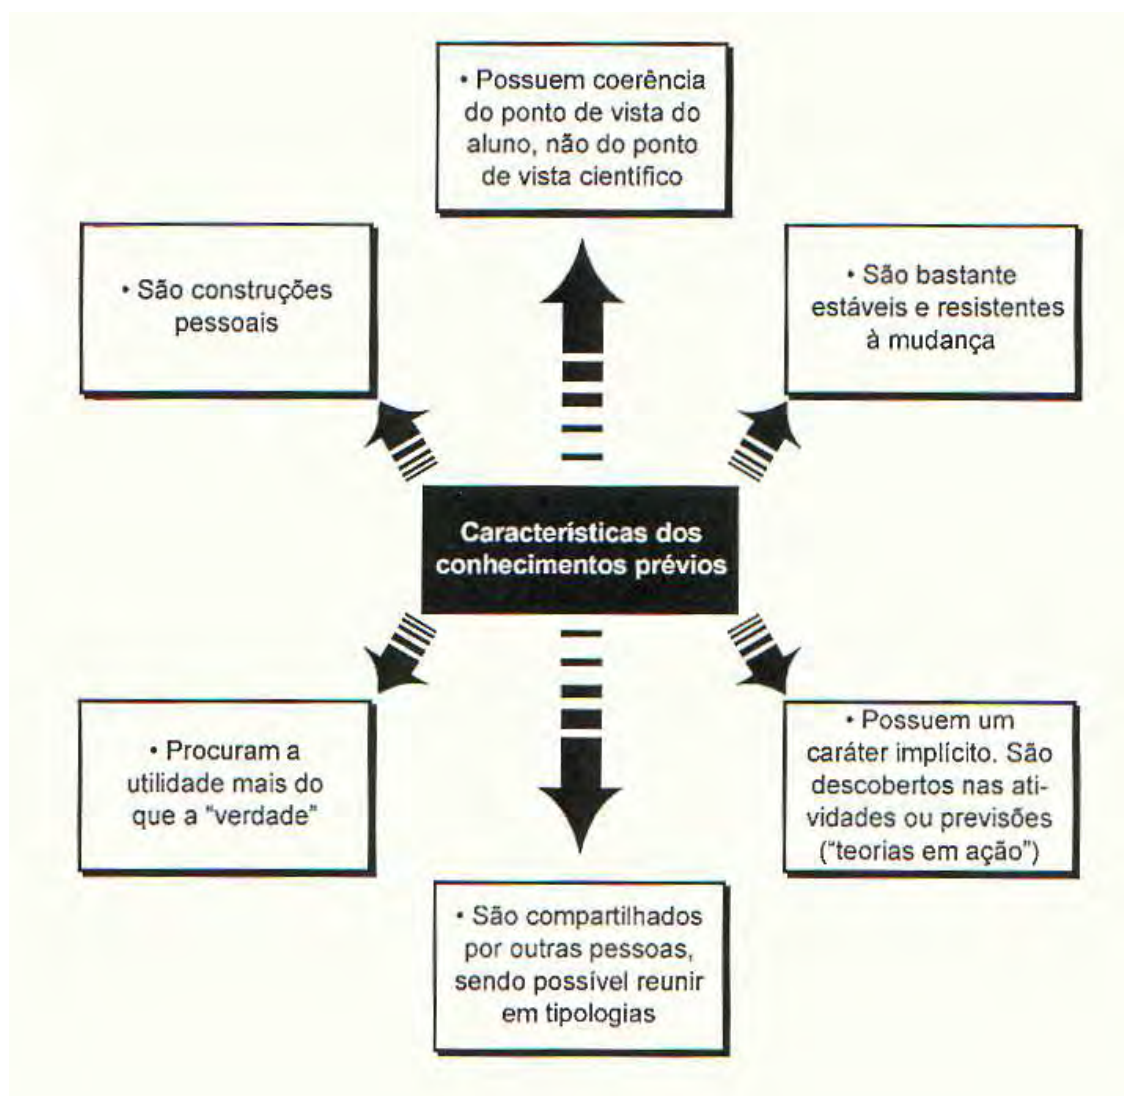 • Possuem coerência
do ponto de vista do
aluno, não do ponto
de vista científico
• São construções
pessoais
• São bastante
estáveis e resistentes
à mudança
Características dos
conhecimentos prévios
• Procuram a
utilidade mais do
que a "verdade"
• Possuem um
caráter implícito. São
descobertos nas ati-
vidades ou previsões
("teorias em ação")
• São compartilhados
por outras pessoas,
sendo possível reunir
em tipologias